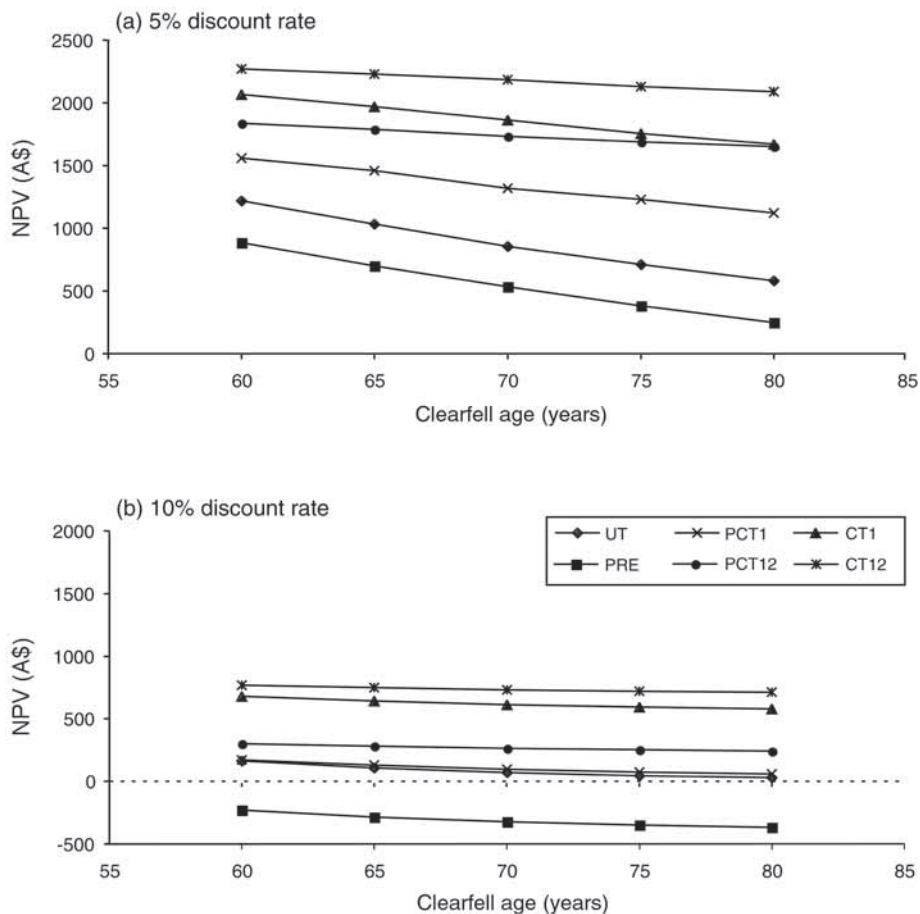 (a) 5% discount rate
2500
2000
1500
1000
500
0
NPV (A$)
55 60 65 70 75 80 85
Clearfell age (years)
(b) 10% discount rate
2000
1500
1000
500
0
-500
NPV (A$)
UT PCT1 CT1
PRE PCT12 CT12
55 60 65 70 75 80 85
Clearfell age (years)